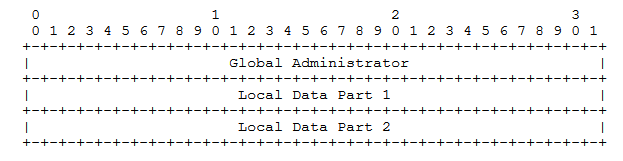 0                   1                   2                   3
 0 1 2 3 4 5 6 7 8 9 0 1 2 3 4 5 6 7 8 9 0 1 2 3 4 5 6 7 8 9 0 1
+-+-+-+-+-+-+-+-+-+-+-+-+-+-+-+-+-+-+-+-+-+-+-+-+-+-+-+-+-+-+-+-+
|                      Global Administrator                     |
+-+-+-+-+-+-+-+-+-+-+-+-+-+-+-+-+-+-+-+-+-+-+-+-+-+-+-+-+-+-+-+-+
|                       Local Data Part 1                       |
+-+-+-+-+-+-+-+-+-+-+-+-+-+-+-+-+-+-+-+-+-+-+-+-+-+-+-+-+-+-+-+-+
|                       Local Data Part 2                       |
+-+-+-+-+-+-+-+-+-+-+-+-+-+-+-+-+-+-+-+-+-+-+-+-+-+-+-+-+-+-+-+-+